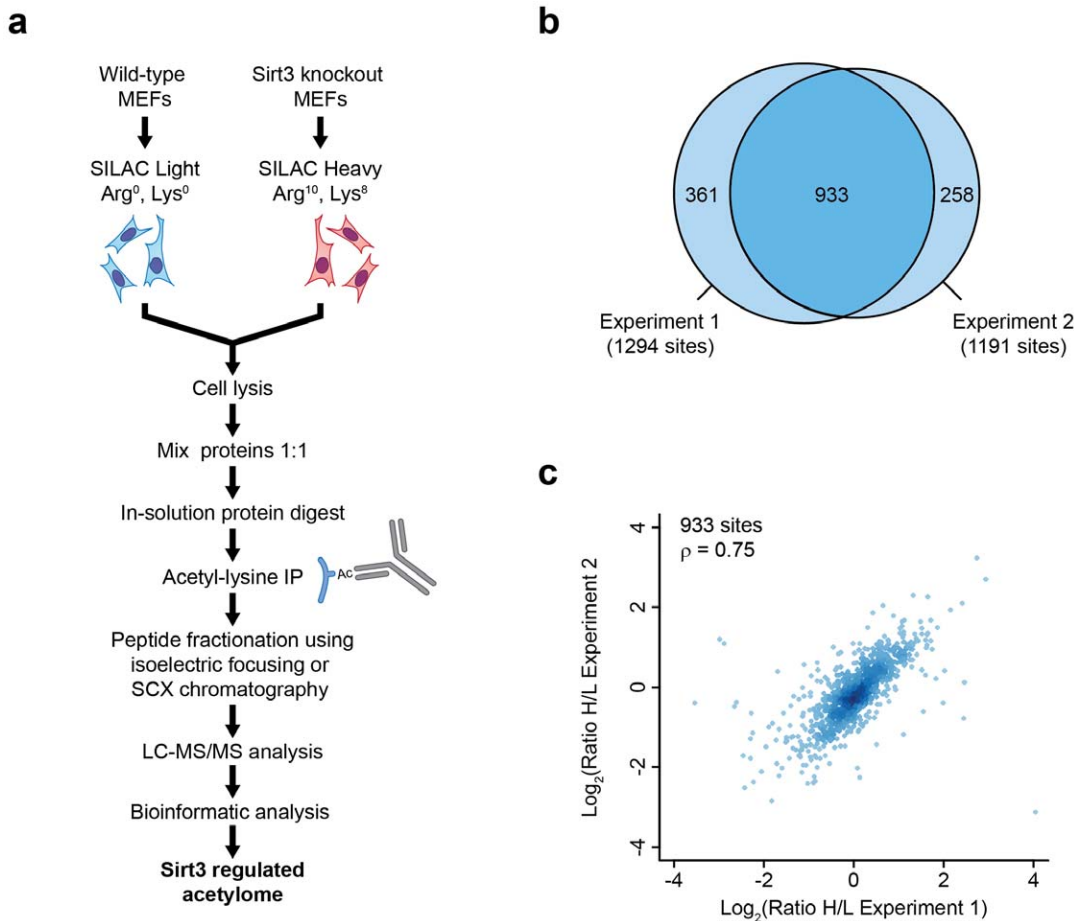 a
Wild-type
MEFs
Sirt3 knockout
MEFs
SILAC Light
Arg⁰, Lys⁰
SILAC Heavy
Arg¹⁰, Lys⁸
Cell lysis
Mix proteins 1:1
In-solution protein digest
Acetyl-lysine IP
Ac
Peptide fractionation using
isoelectric focusing or
SCX chromatography
LC-MS/MS analysis
Bioinformatic analysis
Sirt3 regulated
acetylome
b
361
933
258
Experiment 1
(1294 sites)
Experiment 2
(1191 sites)
c
933 sites
ρ = 0.75
Log₂(Ratio H/L Experiment 2)
4
2
0
-2
-4
-4
-2
0
2
4
Log₂(Ratio H/L Experiment 1)